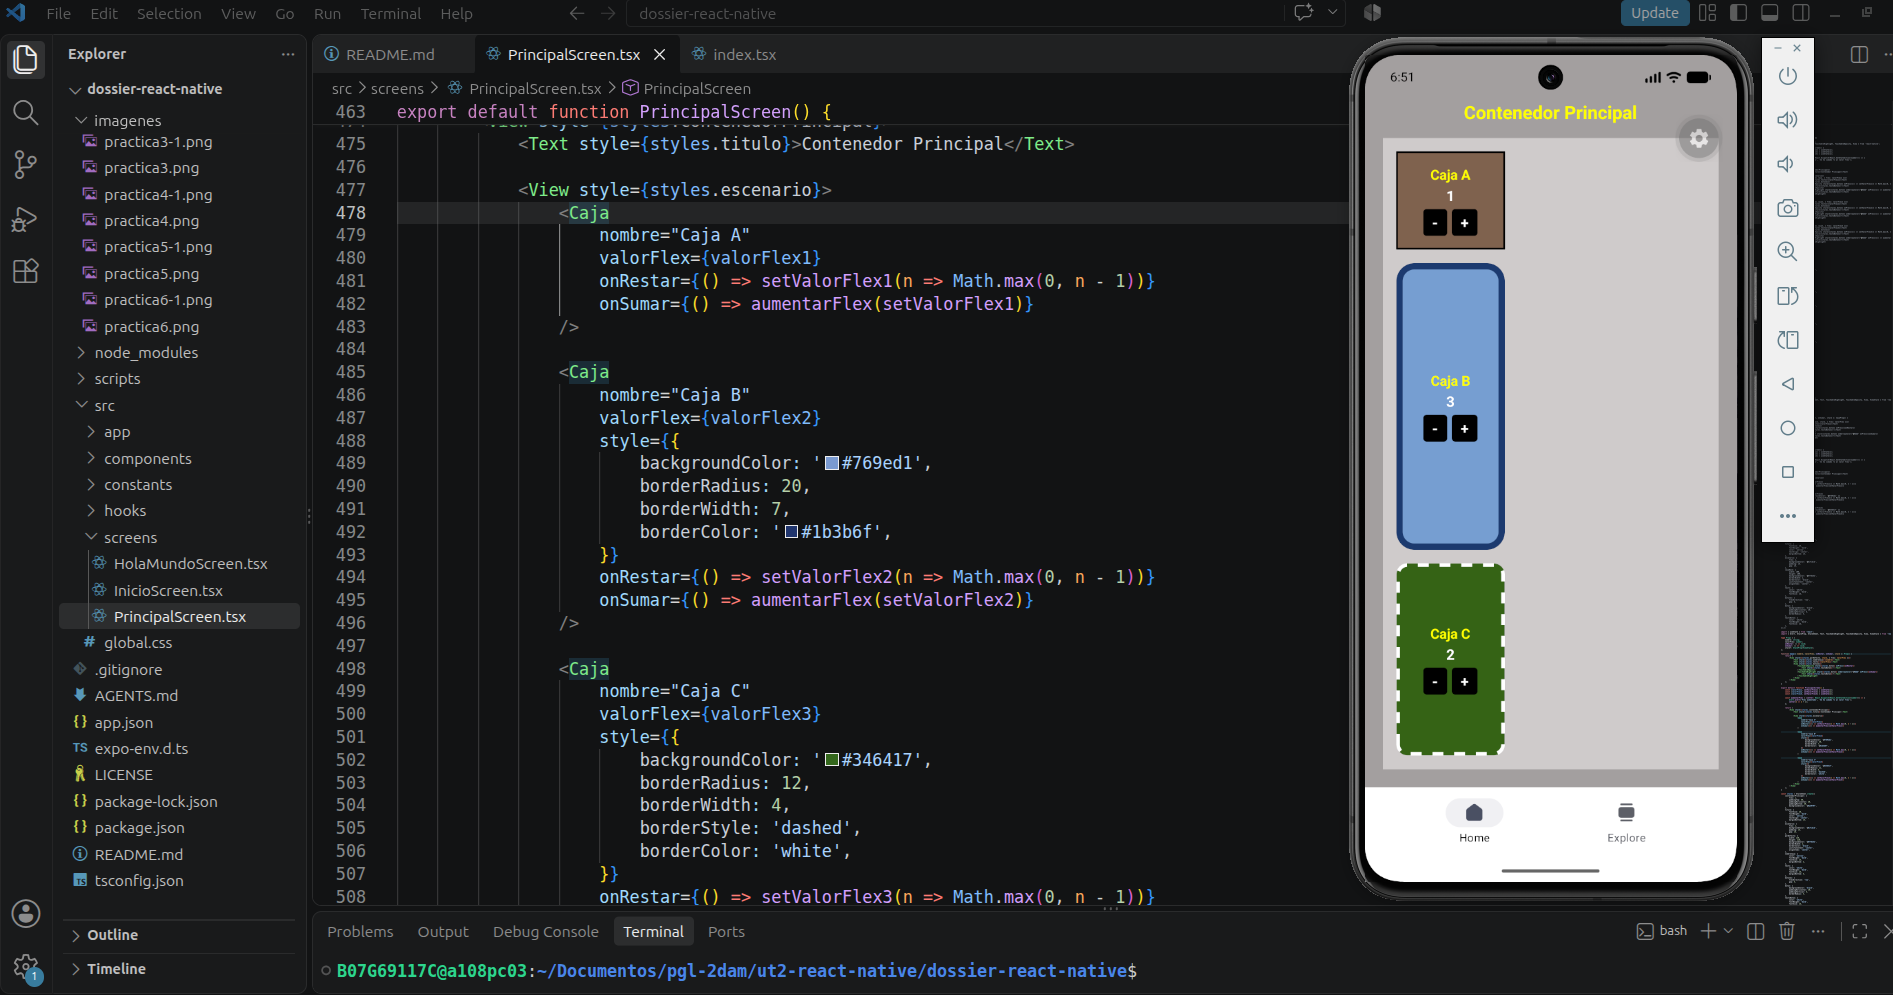 File Edit Selection View Go Run Terminal Help
dossier-react-native
Update
Explorer
dossier-react-native
imagenes
practica3-1.png
practica3.png
practica4-1.png
practica4.png
practica5-1.png
practica5.png
practica6-1.png
practica6.png
node_modules
scripts
src
app
components
constants
hooks
screens
HolaMundoScreen.tsx
InicioScreen.tsx
PrincipalScreen.tsx
# global.css
.gitignore
AGENTS.md
{} app.json
TS expo-env.d.ts
LICENSE
{} package-lock.json
{} package.json
README.md
TS tsconfig.json
Outline
Timeline
1
README.md
PrincipalScreen.tsx
index.tsx
src > screens > PrincipalScreen.tsx > PrincipalScreen
463 export default function PrincipalScreen() {
475 <Text style={styles.titulo}>Contenedor Principal</Text>
476
477 <View style={styles.escenario}>
478 <Caja
479 nombre="Caja A"
480 valorFlex={valorFlex1}
481 onRestar={() => setValorFlex1(n => Math.max(0, n - 1))}
482 onSumar={() => aumentarFlex(setValorFlex1)}
483 />
484
485 <Caja
486 nombre="Caja B"
487 valorFlex={valorFlex2}
488 style={{
489 backgroundColor: '#769ed1',
490 borderRadius: 20,
491 borderWidth: 7,
492 borderColor: '#1b3b6f',
493 }}
494 onRestar={() => setValorFlex2(n => Math.max(0, n - 1))}
495 onSumar={() => aumentarFlex(setValorFlex2)}
496 />
497
498 <Caja
499 nombre="Caja C"
500 valorFlex={valorFlex3}
501 style={{
502 backgroundColor: '#346417',
503 borderRadius: 12,
504 borderWidth: 4,
505 borderStyle: 'dashed',
506 borderColor: 'white',
507 }}
508 onRestar={() => setValorFlex3(n => Math.max(0, n - 1))}
6:51
Contenedor Principal
Caja A
1
- +
Caja B
3
- +
Caja C
2
- +
Home Explore
Problems Output Debug Console Terminal Ports
bash
B07G69117C@a108pc03:~/Documentos/pgl-2dam/ut2-react-native/dossier-react-native$